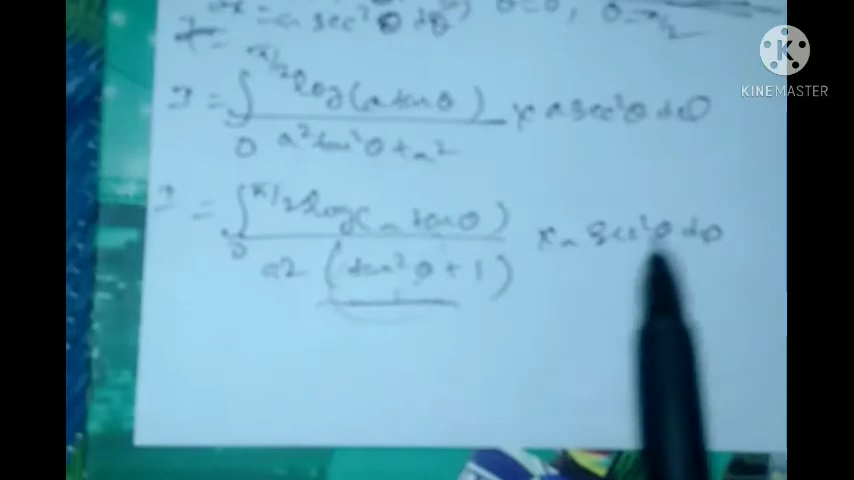 dx = a sec²θ dθ, θ=0, θ=π/2
I =
I = ∫₀^π/2 log(a tanθ) / a²tan²θ+a² × a sec²θ dθ
I = ∫₀^π/2 log(a tanθ) / a2 (tan²θ+1) × a sec²θ dθ
K
KINEMASTER